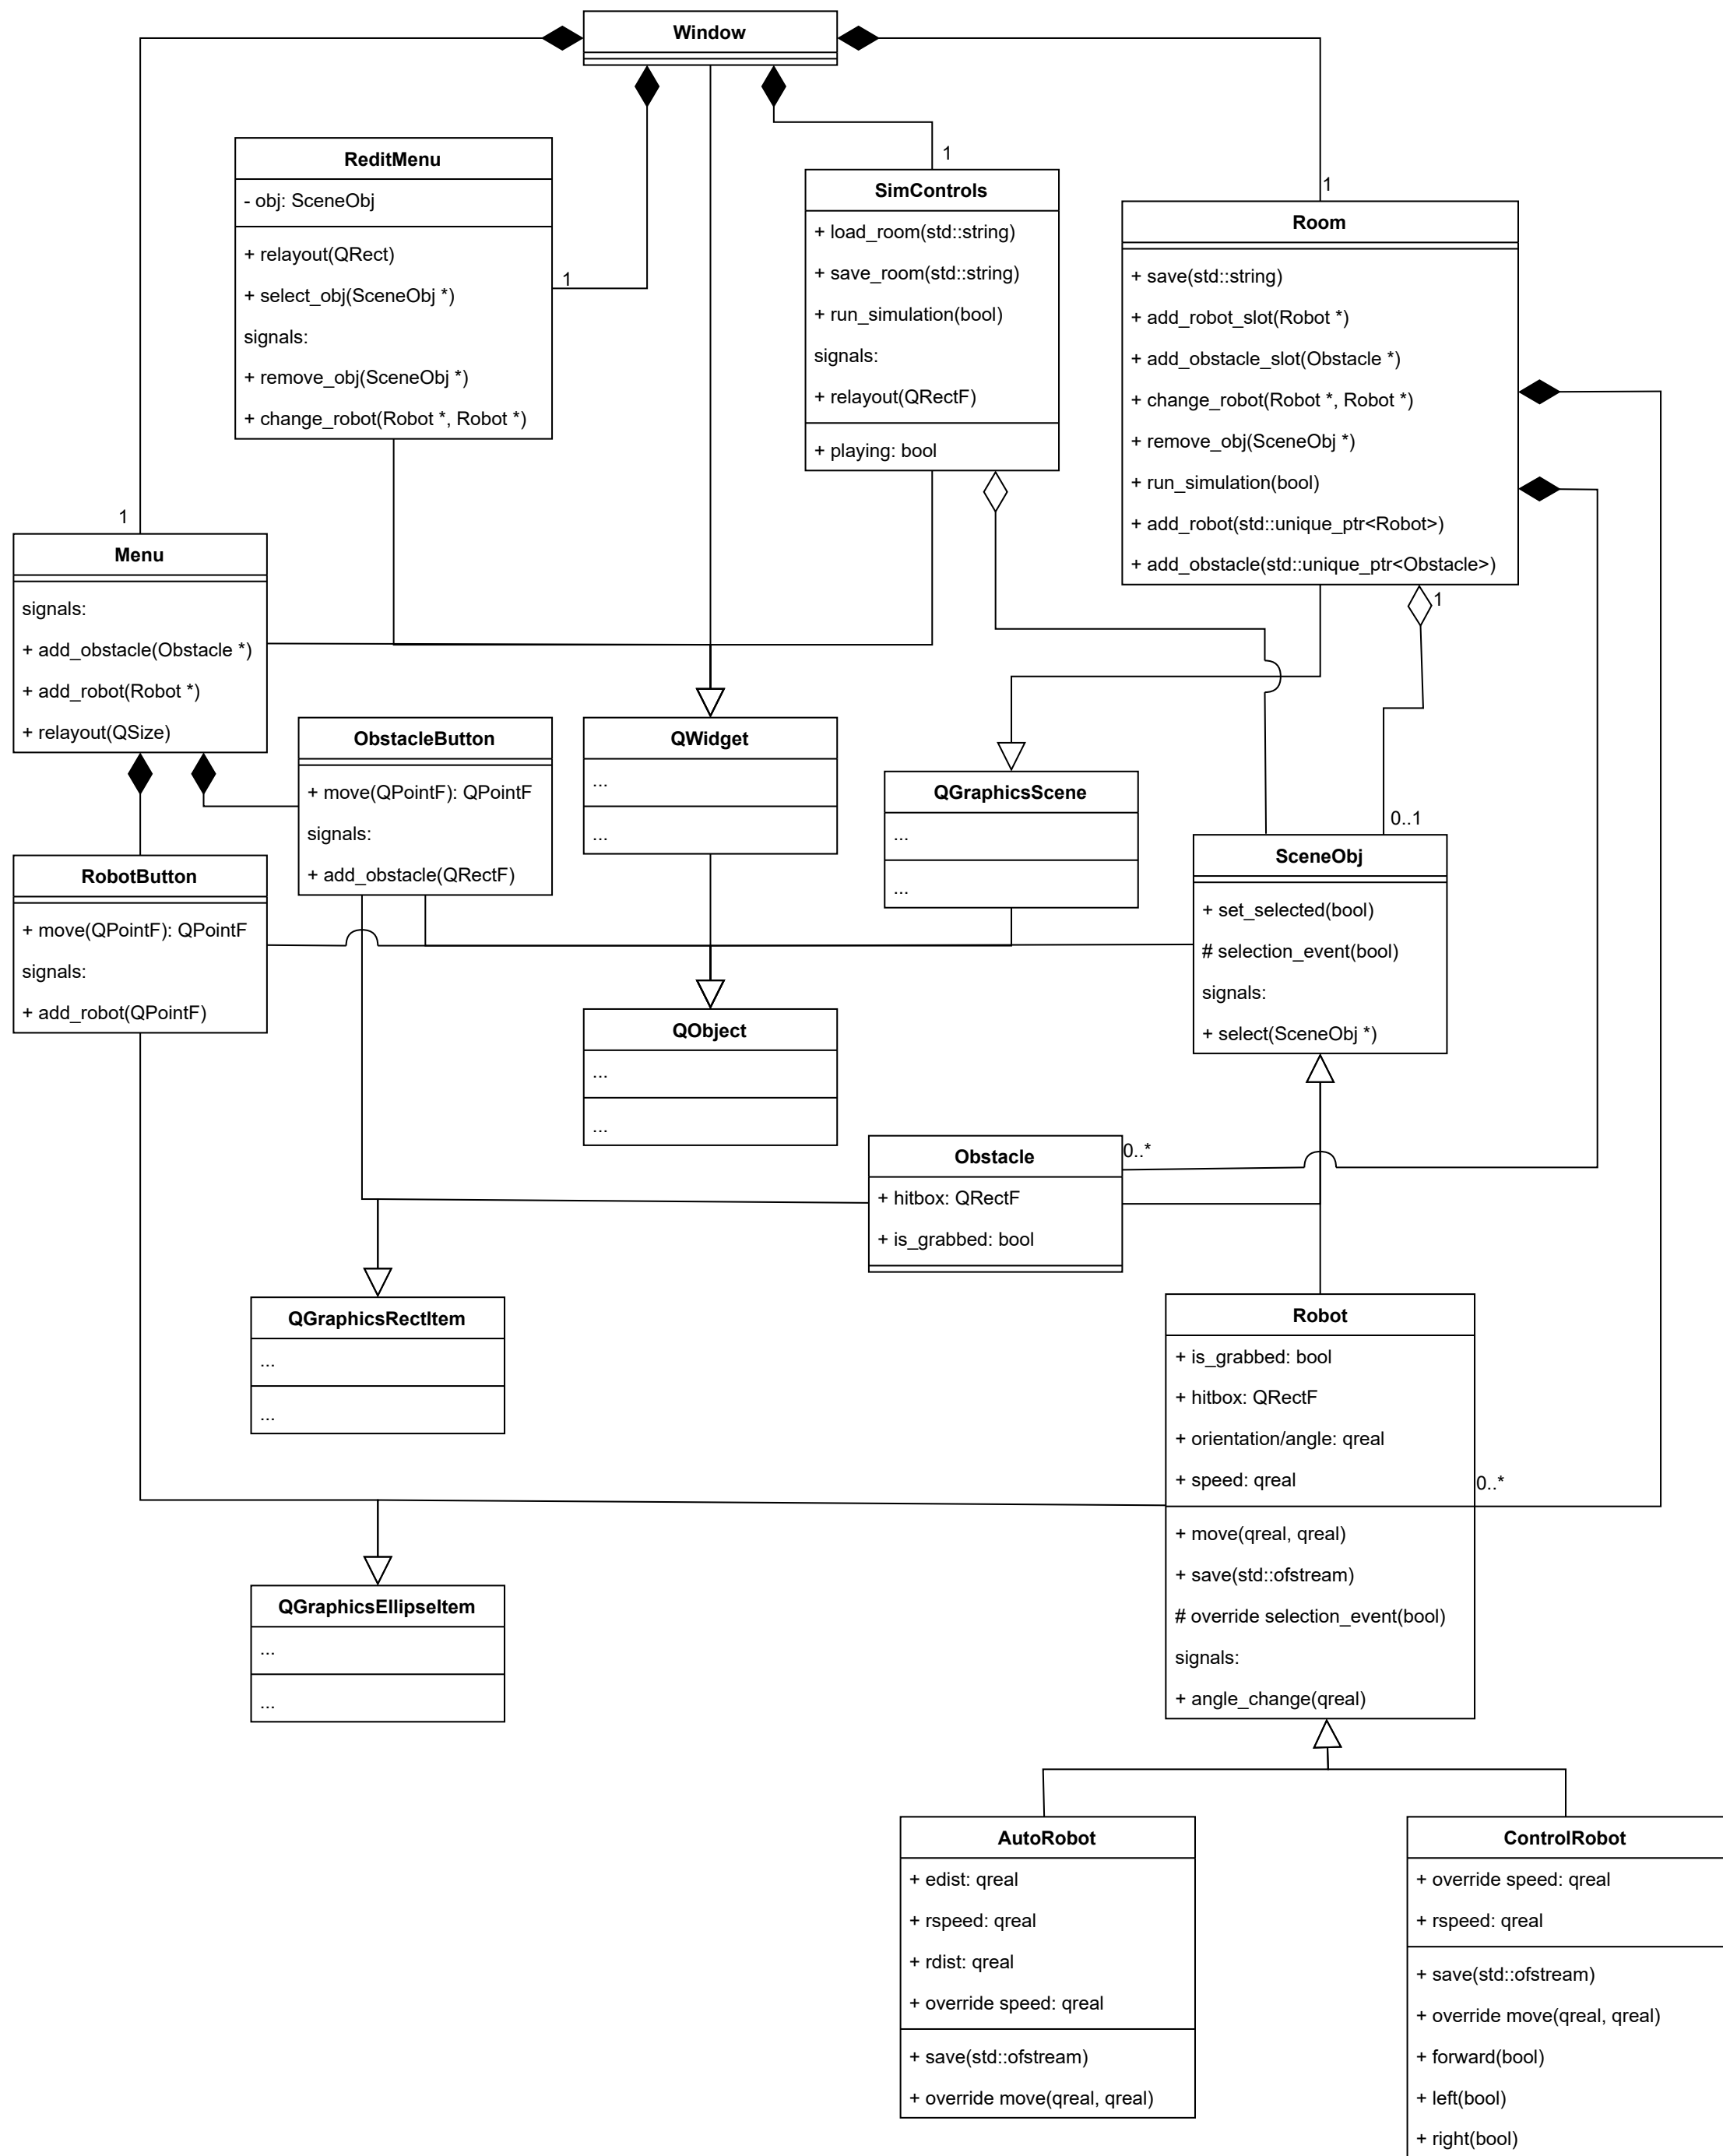 Window
ReditMenu
- obj: SceneObj
+ relayout(QRect)
+ select_obj(SceneObj *)
signals:
+ remove_obj(SceneObj *)
+ change_robot(Robot *, Robot *)
1
1
SimControls
+ load_room(std::string)
+ save_room(std::string)
+ run_simulation(bool)
signals:
+ relayout(QRectF)
+ playing: bool
1
Room
+ save(std::string)
+ add_robot_slot(Robot *)
+ add_obstacle_slot(Obstacle *)
+ change_robot(Robot *, Robot *)
+ remove_obj(SceneObj *)
+ run_simulation(bool)
+ add_robot(std::unique_ptr<Robot>)
+ add_obstacle(std::unique_ptr<Obstacle>)
1
1
Menu
signals:
+ add_obstacle(Obstacle *)
+ add_robot(Robot *)
+ relayout(QSize)
ObstacleButton
+ move(QPointF): QPointF
signals:
+ add_obstacle(QRectF)
QWidget
...
...
QGraphicsScene
...
...
0..1
SceneObj
+ set_selected(bool)
# selection_event(bool)
signals:
+ select(SceneObj *)
RobotButton
+ move(QPointF): QPointF
signals:
+ add_robot(QPointF)
QObject
...
...
Obstacle
+ hitbox: QRectF
+ is_grabbed: bool
0..*
QGraphicsRectItem
...
...
Robot
+ is_grabbed: bool
+ hitbox: QRectF
+ orientation/angle: qreal
+ speed: qreal
+ move(qreal, qreal)
+ save(std::ofstream)
# override selection_event(bool)
signals:
+ angle_change(qreal)
0..*
QGraphicsEllipseItem
...
...
AutoRobot
+ edist: qreal
+ rspeed: qreal
+ rdist: qreal
+ override speed: qreal
+ save(std::ofstream)
+ override move(qreal, qreal)
ControlRobot
+ override speed: qreal
+ rspeed: qreal
+ save(std::ofstream)
+ override move(qreal, qreal)
+ forward(bool)
+ left(bool)
+ right(bool)